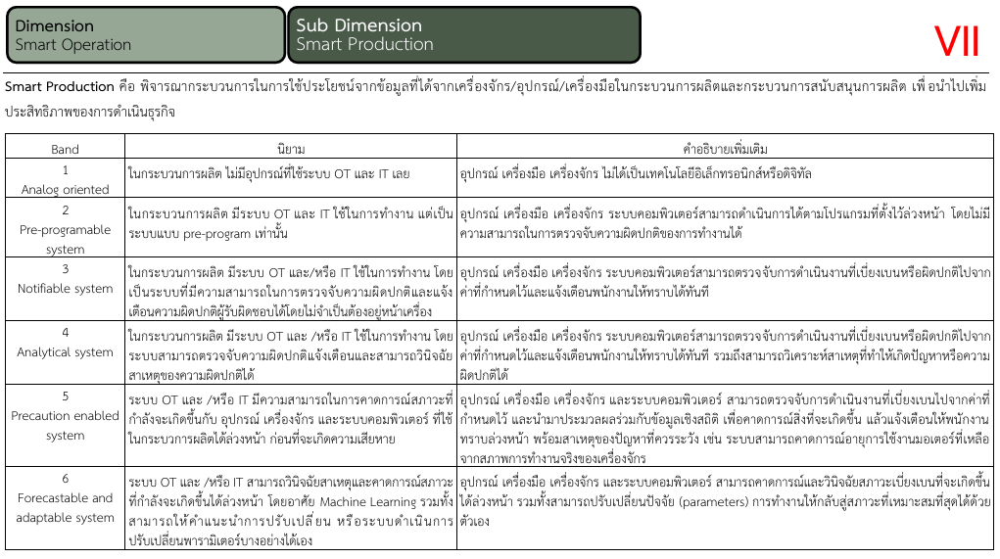 Dimension
Smart Operation
Sub Dimension
Smart Production
VII
Smart Production คือ พิจารณากระบวนการในการใช้ประโยชน์จากข้อมูลที่ได้จากเครื่องจักร/อุปกรณ์/เครื่องมือในกระบวนการผลิตและกระบวนการสนับสนุนการผลิต เพื่อนำไปเพิ่ม
ประสิทธิภาพของการดำเนินธุรกิจ
Band
นิยาม
คำอธิบายเพิ่มเติม
1
Analog oriented
ในกระบวนการผลิต ไม่มีอุปกรณ์ที่ใช้ระบบ OT และ IT เลย
อุปกรณ์ เครื่องมือ เครื่องจักร ไม่ได้เป็นเทคโนโลยีอิเล็กทรอนิกส์หรือดิจิทัล
2
Pre-programable
system
ในกระบวนการผลิต มีระบบ OT และ IT ใช้ในการทำงาน แต่เป็น
ระบบแบบ pre-program เท่านั้น
อุปกรณ์ เครื่องมือ เครื่องจักร ระบบคอมพิวเตอร์สามารถดำเนินการได้ตามโปรแกรมที่ตั้งไว้ล่วงหน้า โดยไม่มี
ความสามารถในการตรวจจับความผิดปกติของการทำงานได้
3
Notifiable system
ในกระบวนการผลิต มีระบบ OT และ/หรือ IT ใช้ในการทำงาน โดย
เป็นระบบที่มีความสามารถในการตรวจจับความผิดปกติและแจ้ง
เตือนความผิดปกติผู้รับผิดชอบได้โดยไม่จำเป็นต้องอยู่หน้าเครื่อง
อุปกรณ์ เครื่องมือ เครื่องจักร ระบบคอมพิวเตอร์สามารถตรวจจับการดำเนินงานที่เบี่ยงเบนหรือผิดปกติไปจาก
ค่าที่กำหนดไว้และแจ้งเตือนพนักงานให้ทราบได้ทันที
4
Analytical system
ในกระบวนการผลิต มีระบบ OT และ /หรือ IT ใช้ในการทำงาน โดย
ระบบสามารถตรวจจับความผิดปกติแจ้งเตือนและสามารถวินิจฉัย
สาเหตุของความผิดปกติได้
อุปกรณ์ เครื่องมือ เครื่องจักร ระบบคอมพิวเตอร์สามารถตรวจจับการดำเนินงานที่เบี่ยงเบนหรือผิดปกติไปจาก
ค่าที่กำหนดไว้และแจ้งเตือนพนักงานให้ทราบได้ทันที รวมถึงสามารถวิเคราะห์สาเหตุที่ทำให้เกิดปัญหาหรือความ
ผิดปกติได้
5
Precaution enabled
system
ระบบ OT และ /หรือ IT มีความสามารถในการคาดการณ์สภาวะที่
กำลังจะเกิดขึ้นกับ อุปกรณ์ เครื่องจักร และระบบคอมพิวเตอร์ ที่ใช้
ในกระบวการผลิตได้ล่วงหน้า ก่อนที่จะเกิดความเสียหาย
อุปกรณ์ เครื่องมือ เครื่องจักร และระบบคอมพิวเตอร์ สามารถตรวจจับการดำเนินงานที่เบี่ยงเบนไปจากค่าที่
กำหนดไว้ และนำมาประมวลผลร่วมกับข้อมูลเชิงสถิติ เพื่อคาดการณ์สิ่งที่จะเกิดขึ้น แล้วแจ้งเตือนให้พนักงาน
ทราบล่วงหน้า พร้อมสาเหตุของปัญหาที่ควรระวัง เช่น ระบบสามารถคาดการณ์อายุการใช้งานมอเตอร์ที่เหลือ
จากสภาพการทำงานจริงของเครื่องจักร
6
Forecastable and
adaptable system
ระบบ OT และ /หรือ IT สามารถวินิจฉัยสาเหตุและคาดการณ์สภาวะ
ที่กำลังจะเกิดขึ้นได้ล่วงหน้า โดยอาศัย Machine Learning รวมทั้ง
สามารถให้คำแนะนำการปรับเปลี่ยน หรือระบบดำเนินการ
ปรับเปลี่ยนพารามิเตอร์บางอย่างได้เอง
อุปกรณ์ เครื่องมือ เครื่องจักร และระบบคอมพิวเตอร์ สามารถคาดการณ์และวินิจฉัยสภาวะเบี่ยงเบนที่จะเกิดขึ้น
ได้ล่วงหน้า รวมทั้งสามารถปรับเปลี่ยนปัจจัย (parameters) การทำงานให้กลับสู่สภาวะที่เหมาะสมที่สุดได้ด้วย
ตัวเอง